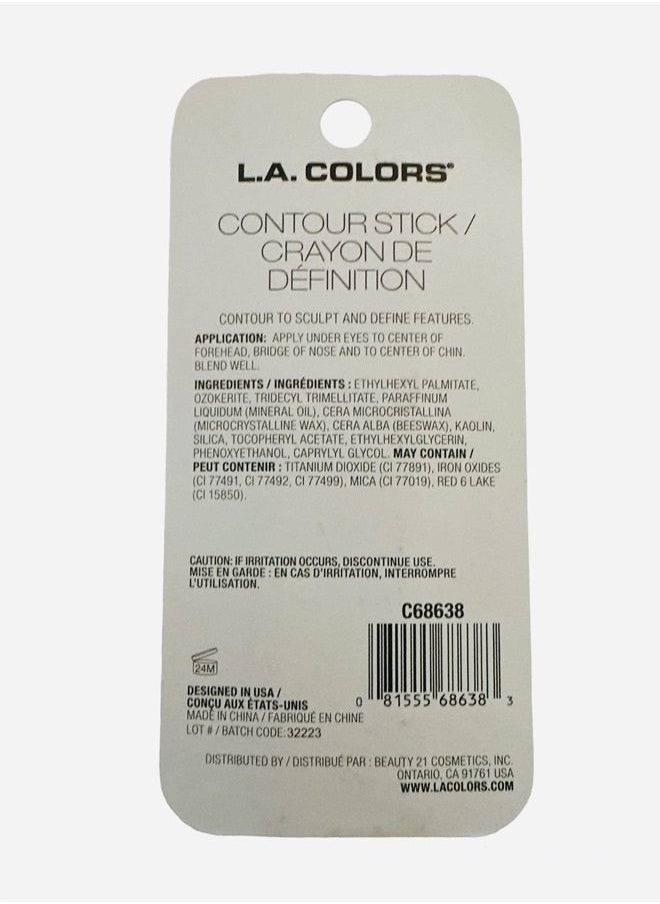 L.A. COLORS®
CONTOUR STICK /
CRAYON DE
DÉFINITION
CONTOUR TO SCULPT AND DEFINE FEATURES.
APPLICATION: APPLY UNDER EYES TO CENTER OF
FOREHEAD, BRIDGE OF NOSE AND TO CENTER OF CHIN.
BLEND WELL.
INGREDIENTS / INGRÉDIENTS : ETHYLHEXYL PALMITATE,
OZOKERITE, TRIDECYL TRIMELLITATE, PARAFFINUM
LIQUIDUM (MINERAL OIL), CERA MICROCRISTALLINA
(MICROCRYSTALLINE WAX), CERA ALBA (BEESWAX), KAOLIN,
SILICA, TOCOPHERYL ACETATE, ETHYLHEXYLGLYCERIN,
PHENOXYETHANOL, CAPRYLYL GLYCOL. MAY CONTAIN /
PEUT CONTENIR : TITANIUM DIOXIDE (CI 77891), IRON OXIDES
(CI 77491, CI 77492, CI 77499), MICA (CI 77019), RED 6 LAKE
(CI 15850).
CAUTION: IF IRRITATION OCCURS, DISCONTINUE USE.
MISE EN GARDE : EN CAS D'IRRITATION, INTERROMPRE
L'UTILISATION.
C68638
24M
0 81555 68638 3
DESIGNED IN USA /
CONÇU AUX ÉTATS-UNIS
MADE IN CHINA / FABRIQUÉ EN CHINE
LOT # / BATCH CODE: 32223
DISTRIBUTED BY / DISTRIBUÉ PAR : BEAUTY 21 COSMETICS, INC.
ONTARIO, CA 91761 USA
WWW.LACOLORS.COM